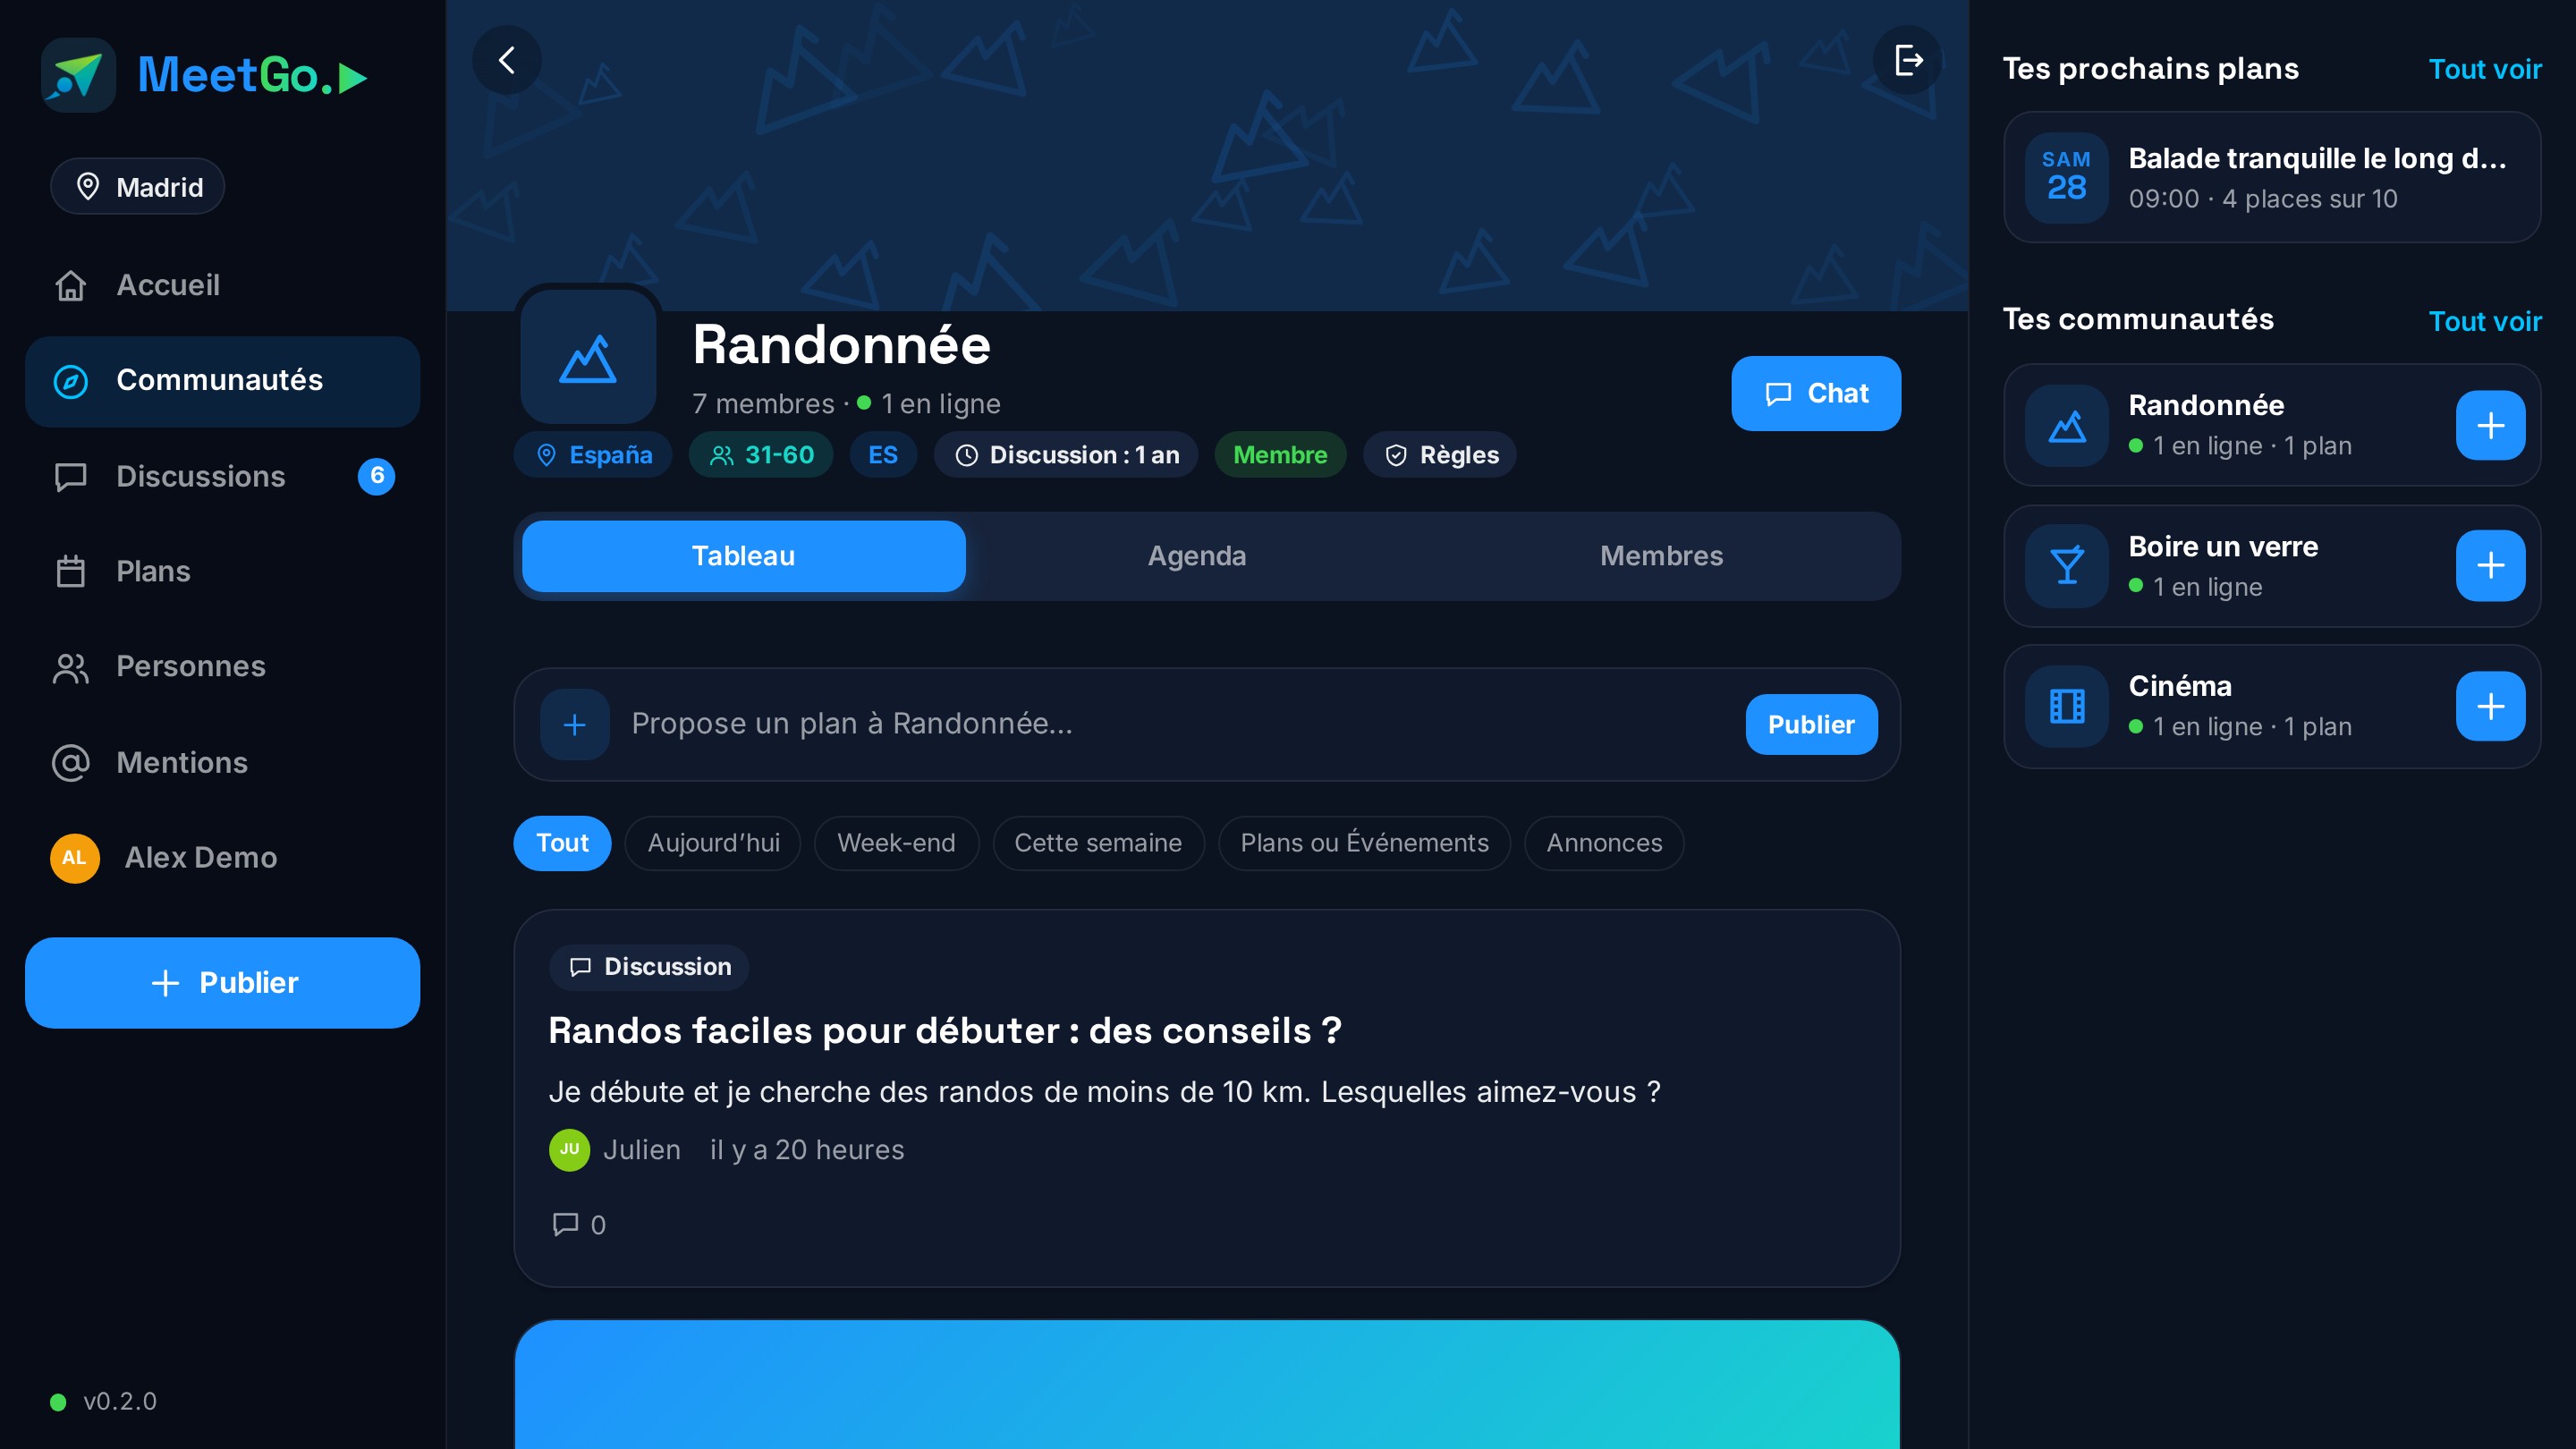 MeetGo.
Madrid
Accueil
Communautés
Discussions 6
Plans
Personnes
Mentions
AL Alex Demo
Publier
v0.2.0
Randonnée
7 membres · 1 en ligne
Chat
España 31-60 ES Discussion : 1 an Membre Règles
Tableau Agenda Membres
Propose un plan à Randonnée... Publier
Tout Aujourd’hui Week-end Cette semaine Plans ou Événements Annonces
Discussion
Randos faciles pour débuter : des conseils ?
Je débute et je cherche des randos de moins de 10 km. Lesquelles aimez-vous ?
JU Julien il y a 20 heures
0
Tes prochains plans Tout voir
SAM
28
Balade tranquille le long d...
09:00 · 4 places sur 10
Tes communautés Tout voir
Randonnée
1 en ligne · 1 plan
Boire un verre
1 en ligne
Cinéma
1 en ligne · 1 plan